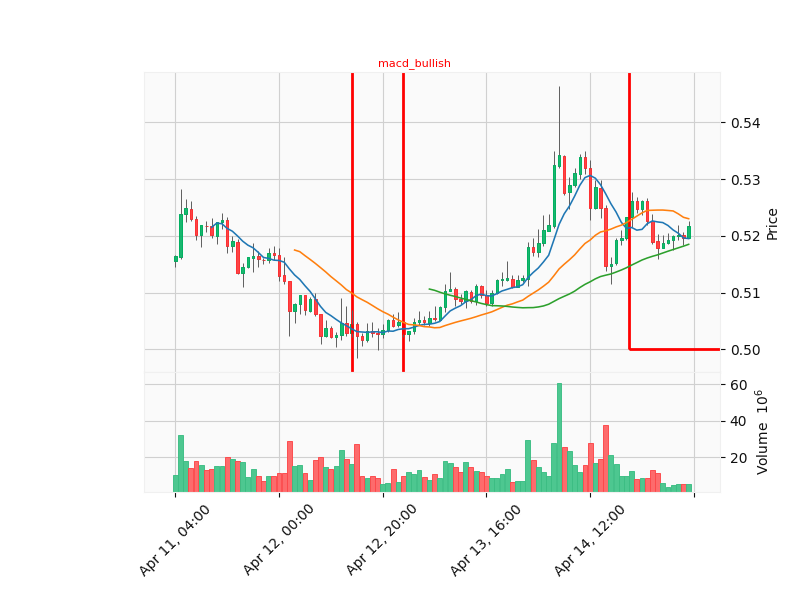 macd_bullish
0.54
0.53
0.52
0.51
0.50
Price
60
40
20
Volume 10^6
Apr 11, 04:00
Apr 12, 00:00
Apr 12, 20:00
Apr 13, 16:00
Apr 14, 12:00